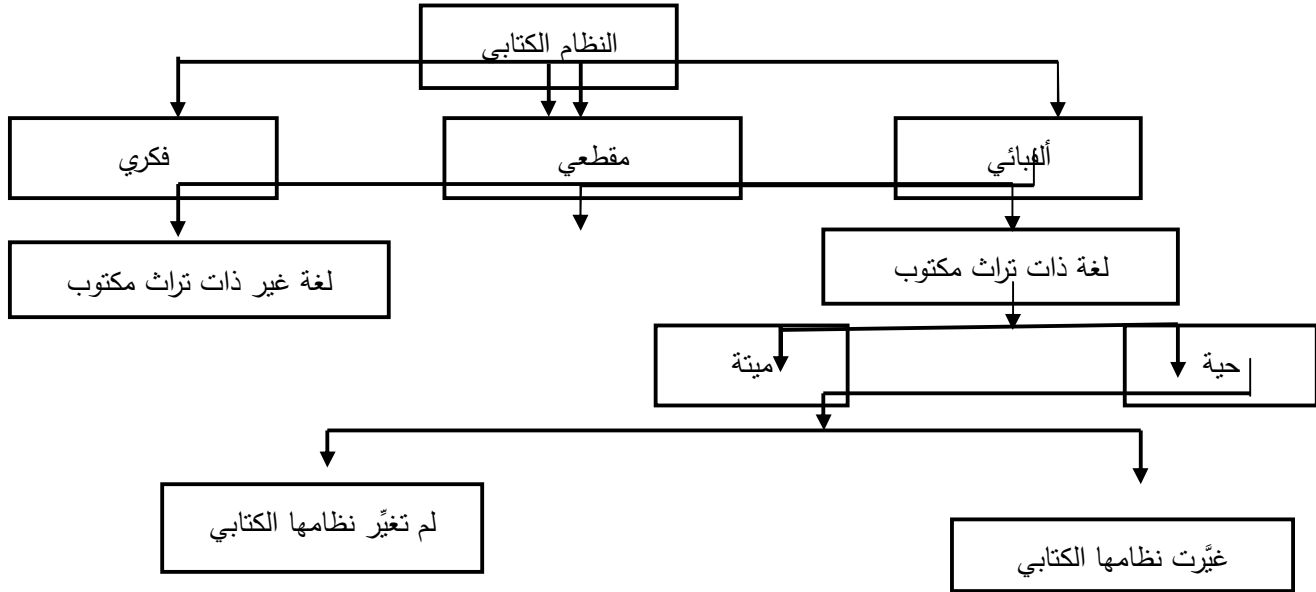 النظام الكتابي
ألفبائي
مقطعي
فكري
لغة ذات تراث مكتوب
لغة غير ذات تراث مكتوب
حية
ميتة
غيَّرت نظامها الكتابي
لم تغيِّر نظامها الكتابي